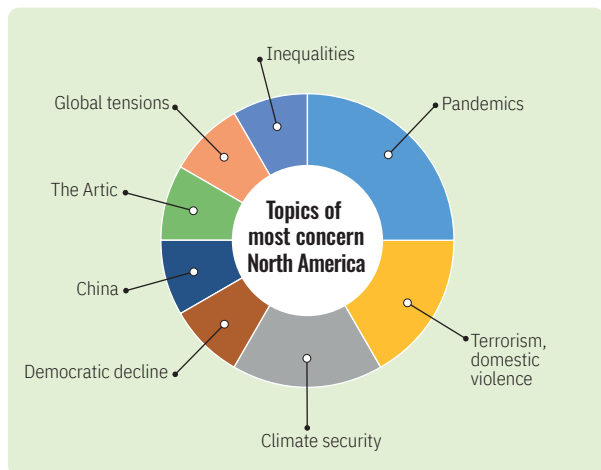 Inequalities
Global tensions
Pandemics
The Artic
Topics of
most concern
North America
China
Terrorism,
domestic
violence
Democratic decline
Climate security